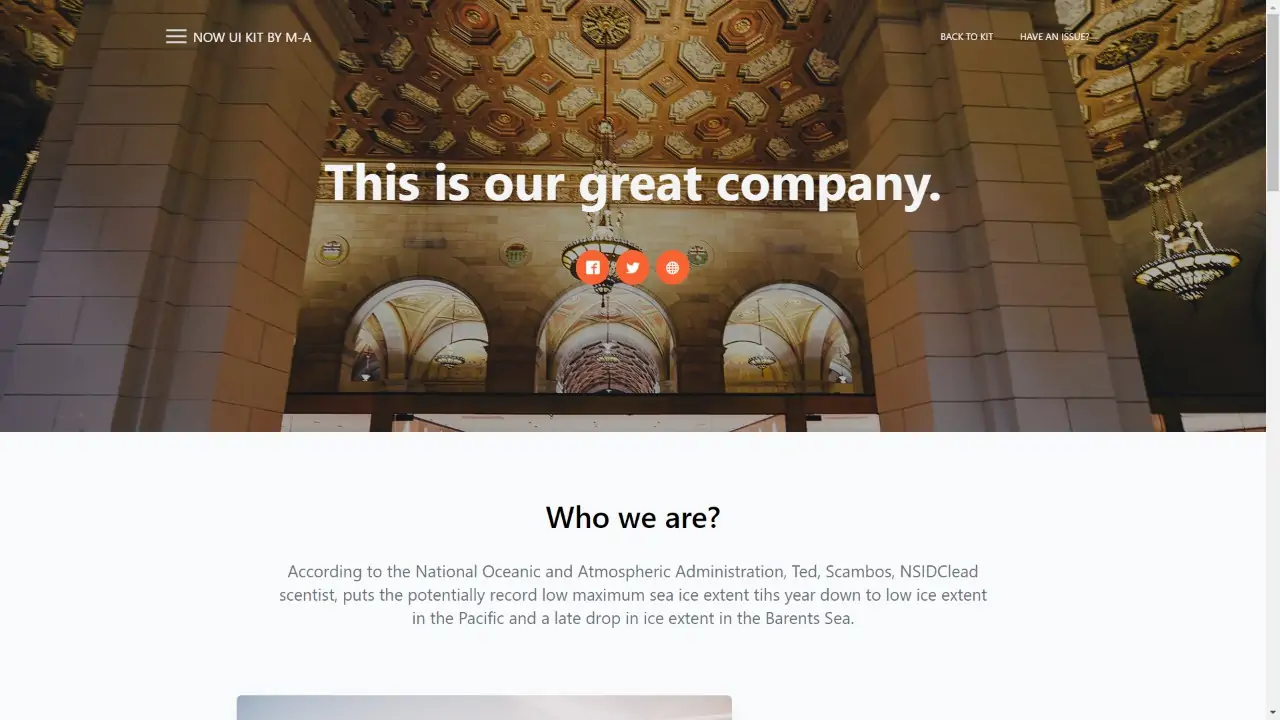 NOW UI KIT BY M-A
BACK TO KIT
HAVE AN ISSUE?
This is our great company.
Who we are?
According to the National Oceanic and Atmospheric Administration, Ted, Scambos, NSIDClead
scentist, puts the potentially record low maximum sea ice extent tihs year down to low ice extent
in the Pacific and a late drop in ice extent in the Barents Sea.